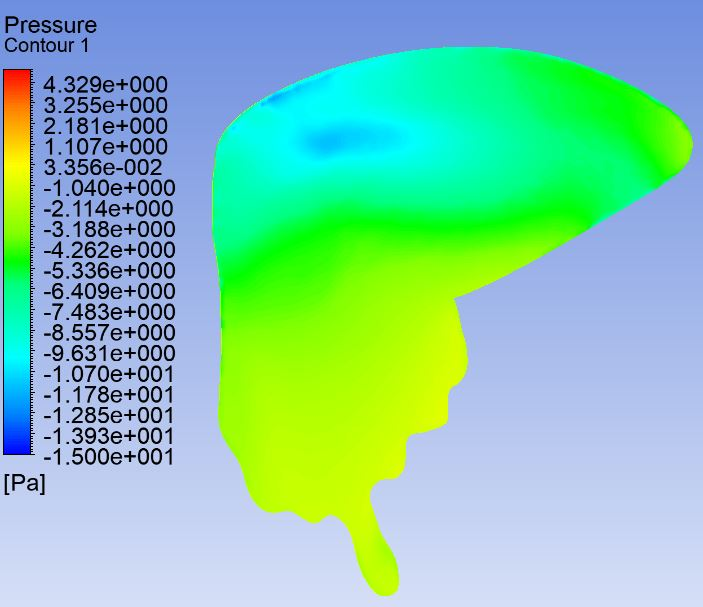 Pressure
Contour 1
4.329e+000
3.255e+000
2.181e+000
1.107e+000
3.356e-002
-1.040e+000
-2.114e+000
-3.188e+000
-4.262e+000
-5.336e+000
-6.409e+000
-7.483e+000
-8.557e+000
-9.631e+000
-1.070e+001
-1.178e+001
-1.285e+001
-1.393e+001
-1.500e+001
[Pa]